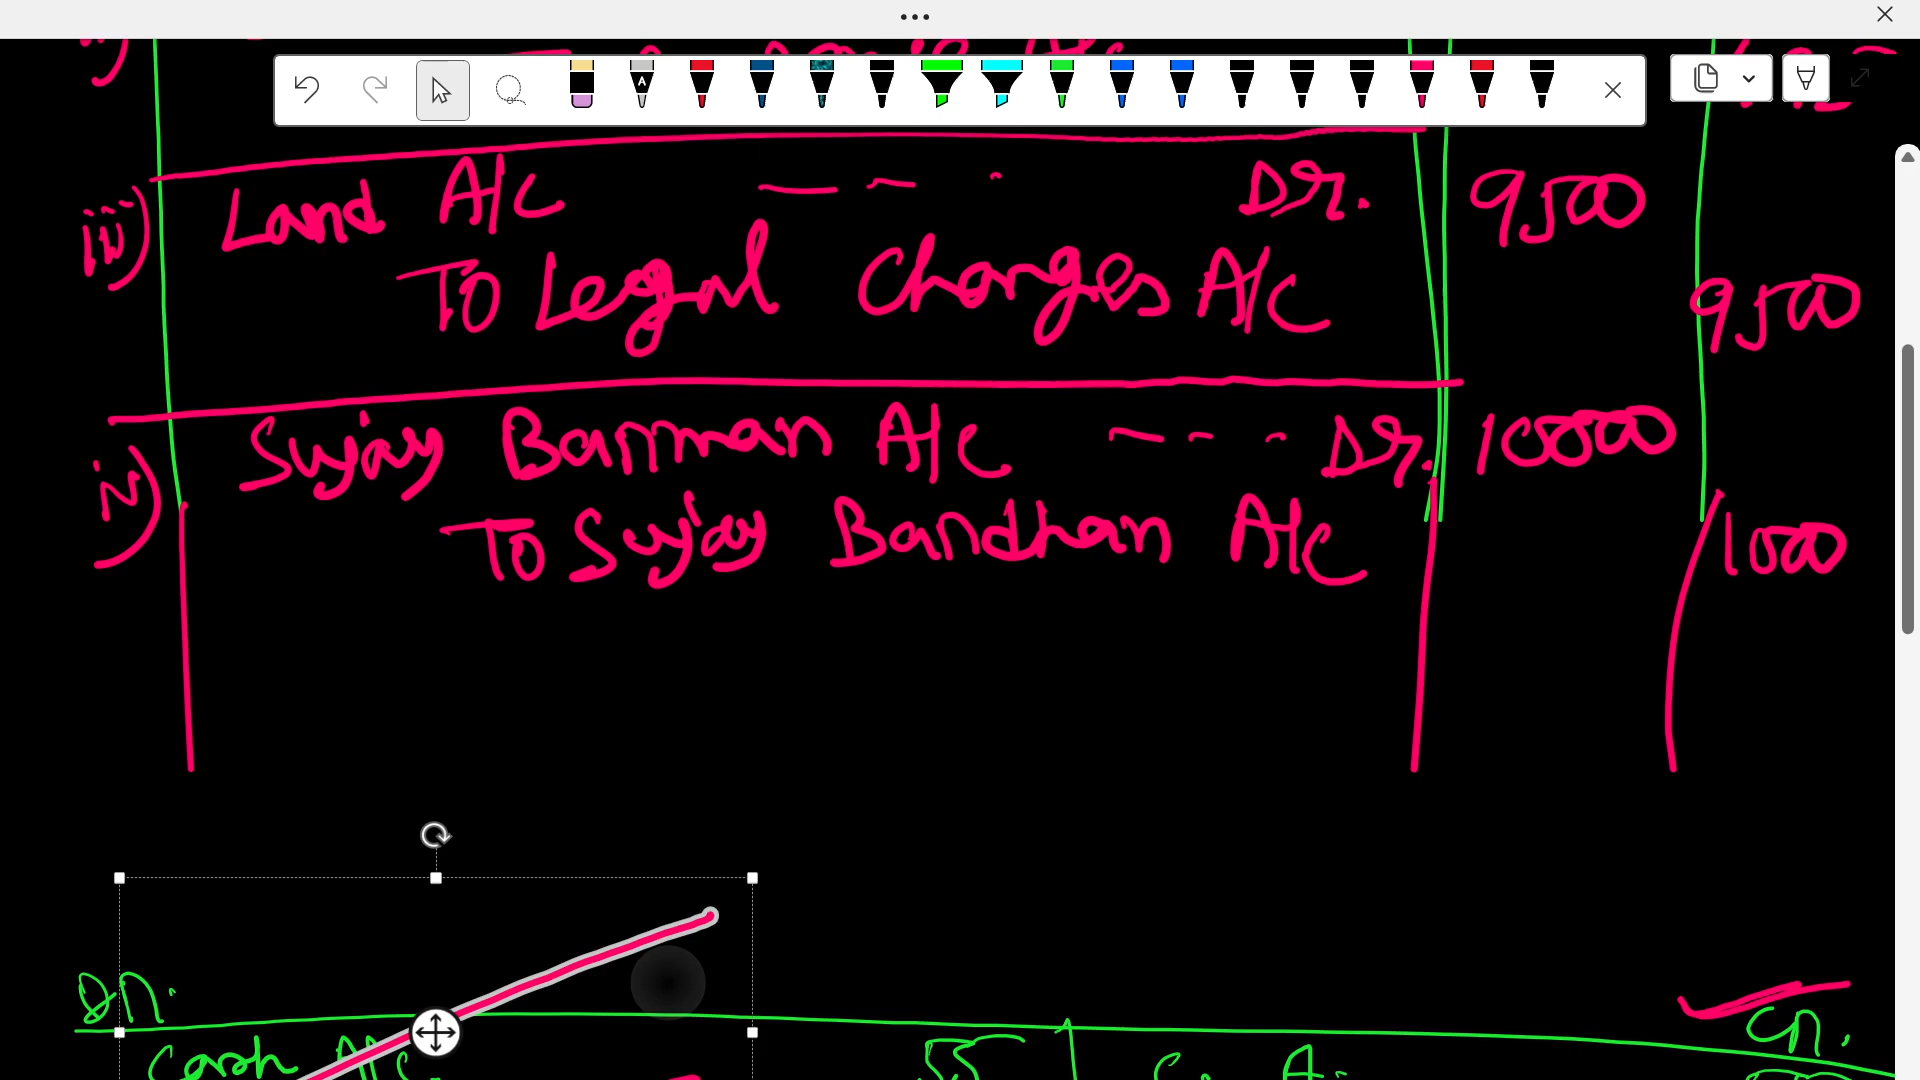 iii) Land A/C --- Dr. 9500
To Legal Charges A/C 9500
iv) Sujay Barman A/C --- Dr. 10000
To Sujay Bandhan A/C 1000
Dr. Cr.
Cash A/C